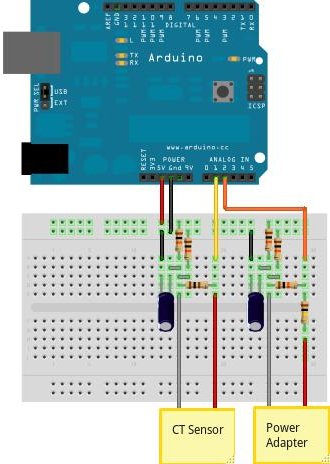 AREF
GND
13
12
11
10
9
8
7
6
5
4
3
2
1
0
PWM
PWM
PWM
PWM
PWM
PWM
TX
RX
DIGITAL
L
TX
RX
Arduino
PWR
PWR SEL
USB
EXT
ICSP
www.arduino.cc
RESET
3V3
5V Gnd 9V
POWER
ANALOG IN
0 1 2 3 4 5
CT Sensor
Power
Adapter